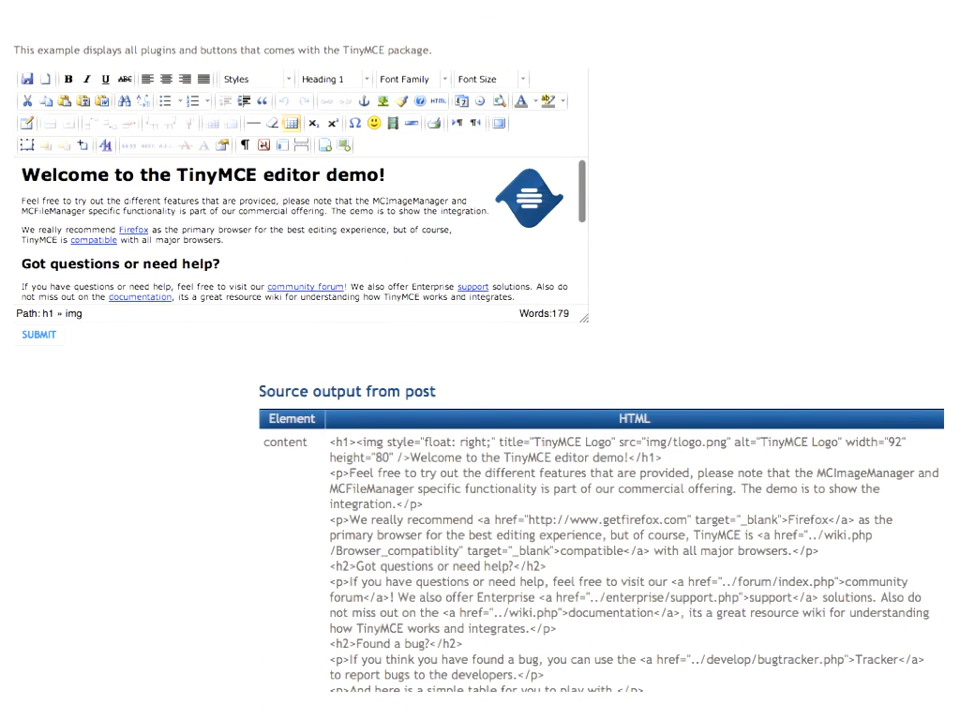 This example displays all plugins and buttons that comes with the TinyMCE package.
B I U ABC Styles Heading 1 Font Family Font Size
HTML A ab
Welcome to the TinyMCE editor demo!
Feel free to try out the different features that are provided, please note that the MCImageManager and
MCFileManager specific functionality is part of our commercial offering. The demo is to show the integration.
We really recommend Firefox as the primary browser for the best editing experience, but of course,
TinyMCE is compatible with all major browsers.
Got questions or need help?
If you have questions or need help, feel free to visit our community forum! We also offer Enterprise support solutions. Also do
not miss out on the documentation, its a great resource wiki for understanding how TinyMCE works and integrates.
Path: h1 » img Words:179
SUBMIT
Source output from post
Element HTML
content <h1><img style="float: right;" title="TinyMCE Logo" src="img/tlogo.png" alt="TinyMCE Logo" width="92"
height="80" />Welcome to the TinyMCE editor demo!</h1>
<p>Feel free to try out the different features that are provided, please note that the MCImageManager and
MCFileManager specific functionality is part of our commercial offering. The demo is to show the
integration.</p>
<p>We really recommend <a href="http://www.getfirefox.com" target="_blank">Firefox</a> as the
primary browser for the best editing experience, but of course, TinyMCE is <a href="../wiki.php
/Browser_compatiblity" target="_blank">compatible</a> with all major browsers.</p>
<h2>Got questions or need help?</h2>
<p>If you have questions or need help, feel free to visit our <a href="../forum/index.php">community
forum</a>! We also offer Enterprise <a href="../enterprise/support.php">support</a> solutions. Also do
not miss out on the <a href="../wiki.php">documentation</a>, its a great resource wiki for understanding
how TinyMCE works and integrates.</p>
<h2>Found a bug?</h2>
<p>If you think you have found a bug, you can use the <a href="../develop/bugtracker.php">Tracker</a>
to report bugs to the developers.</p>
<p>And here is a simple table for you to play with.</p>